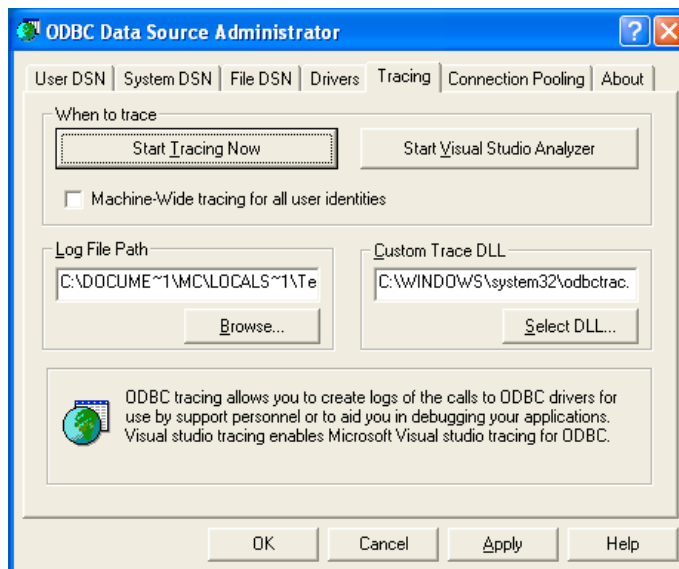 ODBC Data Source Administrator
User DSN System DSN File DSN Drivers Tracing Connection Pooling About
When to trace
Start Tracing Now Start Visual Studio Analyzer
Machine-Wide tracing for all user identities
Log File Path Custom Trace DLL
C:\DOCUME~1\MC\LOCALS~1\Te C:\WINDOWS\system32\odbctrac.
Browse... Select DLL...
ODBC tracing allows you to create logs of the calls to ODBC drivers for
use by support personnel or to aid you in debugging your applications.
Visual studio tracing enables Microsoft Visual studio tracing for ODBC.
OK Cancel Apply Help